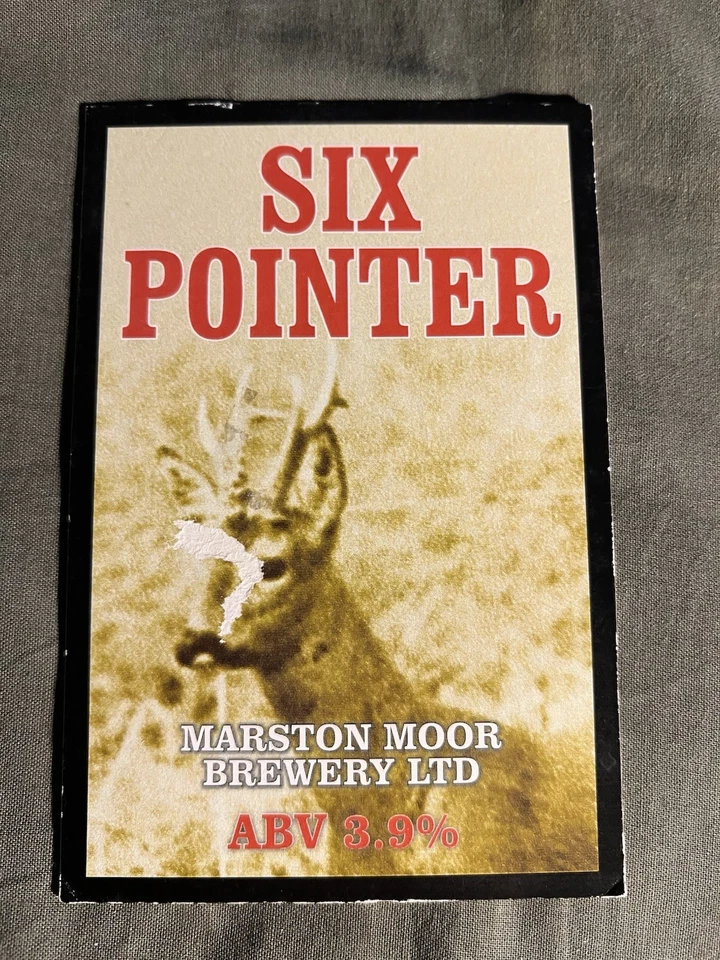 SIX
POINTER
MARSTON MOOR
BREWERY LTD
ABV 3.9%